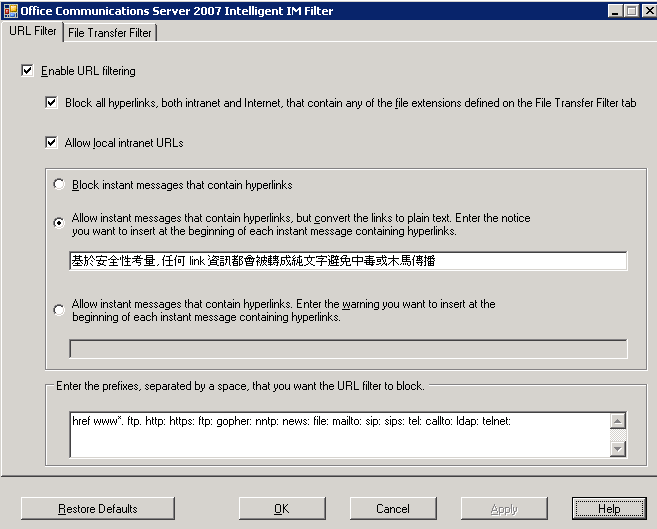 Office Communications Server 2007 Intelligent IM Filter
URL Filter
File Transfer Filter
Enable URL filtering
Block all hyperlinks, both intranet and Internet, that contain any of the file extensions defined on the File Transfer Filter tab
Allow local intranet URLs
Block instant messages that contain hyperlinks
Allow instant messages that contain hyperlinks, but convert the links to plain text. Enter the notice
you want to insert at the beginning of each instant message containing hyperlinks.
基於安全性考量, 任何 link 資訊都會被轉成純文字避免中毒或木馬傳播
Allow instant messages that contain hyperlinks. Enter the warning you want to insert at the
beginning of each instant message containing hyperlinks.
Enter the prefixes, separated by a space, that you want the URL filter to block.
href www*. ftp. http: https: ftp: gopher: nntp: news: file: mailto: sip: sips: tel: callto: ldap: telnet:
Restore Defaults
OK
Cancel
Apply
Help